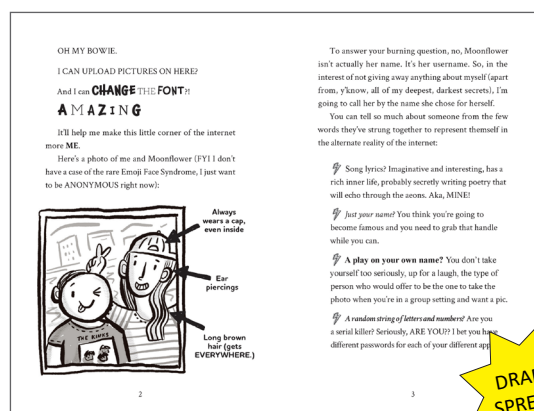 OH MY BOWIE.
I CAN UPLOAD PICTURES ON HERE?
And I can CHANGE THE FONT?!
AMAZING
It'll help me make this little corner of the internet
more ME.
Here's a photo of me and Moonflower (FYI I don't
have a case of the rare Emoji Face Syndrome, I just want
to be ANONYMOUS right now):
Always
wears a cap,
even inside
Ear
piercings
Long brown
hair (gets
EVERYWHERE.)
THE KINKS
2
To answer your burning question, no, Moonflower
isn't actually her name. It's her username. So, in the
interest of not giving away anything about myself (apart
from, y'know, all of my deepest, darkest secrets), I'm
going to call her by the name she chose for herself.
You can tell so much about someone from the few
words they've strung together to represent themself in
the alternate reality of the internet:
Song lyrics? Imaginative and interesting, has a
rich inner life, probably secretly writing poetry that
will echo through the aeons. Aka, MINE!
Just your name? You think you're going to
become famous and you need to grab that handle
while you can.
A play on your own name? You don't take
yourself too seriously, up for a laugh, the type of
person who would offer to be the one to take the
photo when you're in a group setting and want a pic.
A random string of letters and numbers? Are you
a serial killer? Seriously, ARE YOU?? I bet you have
different passwords for each of your different app
3